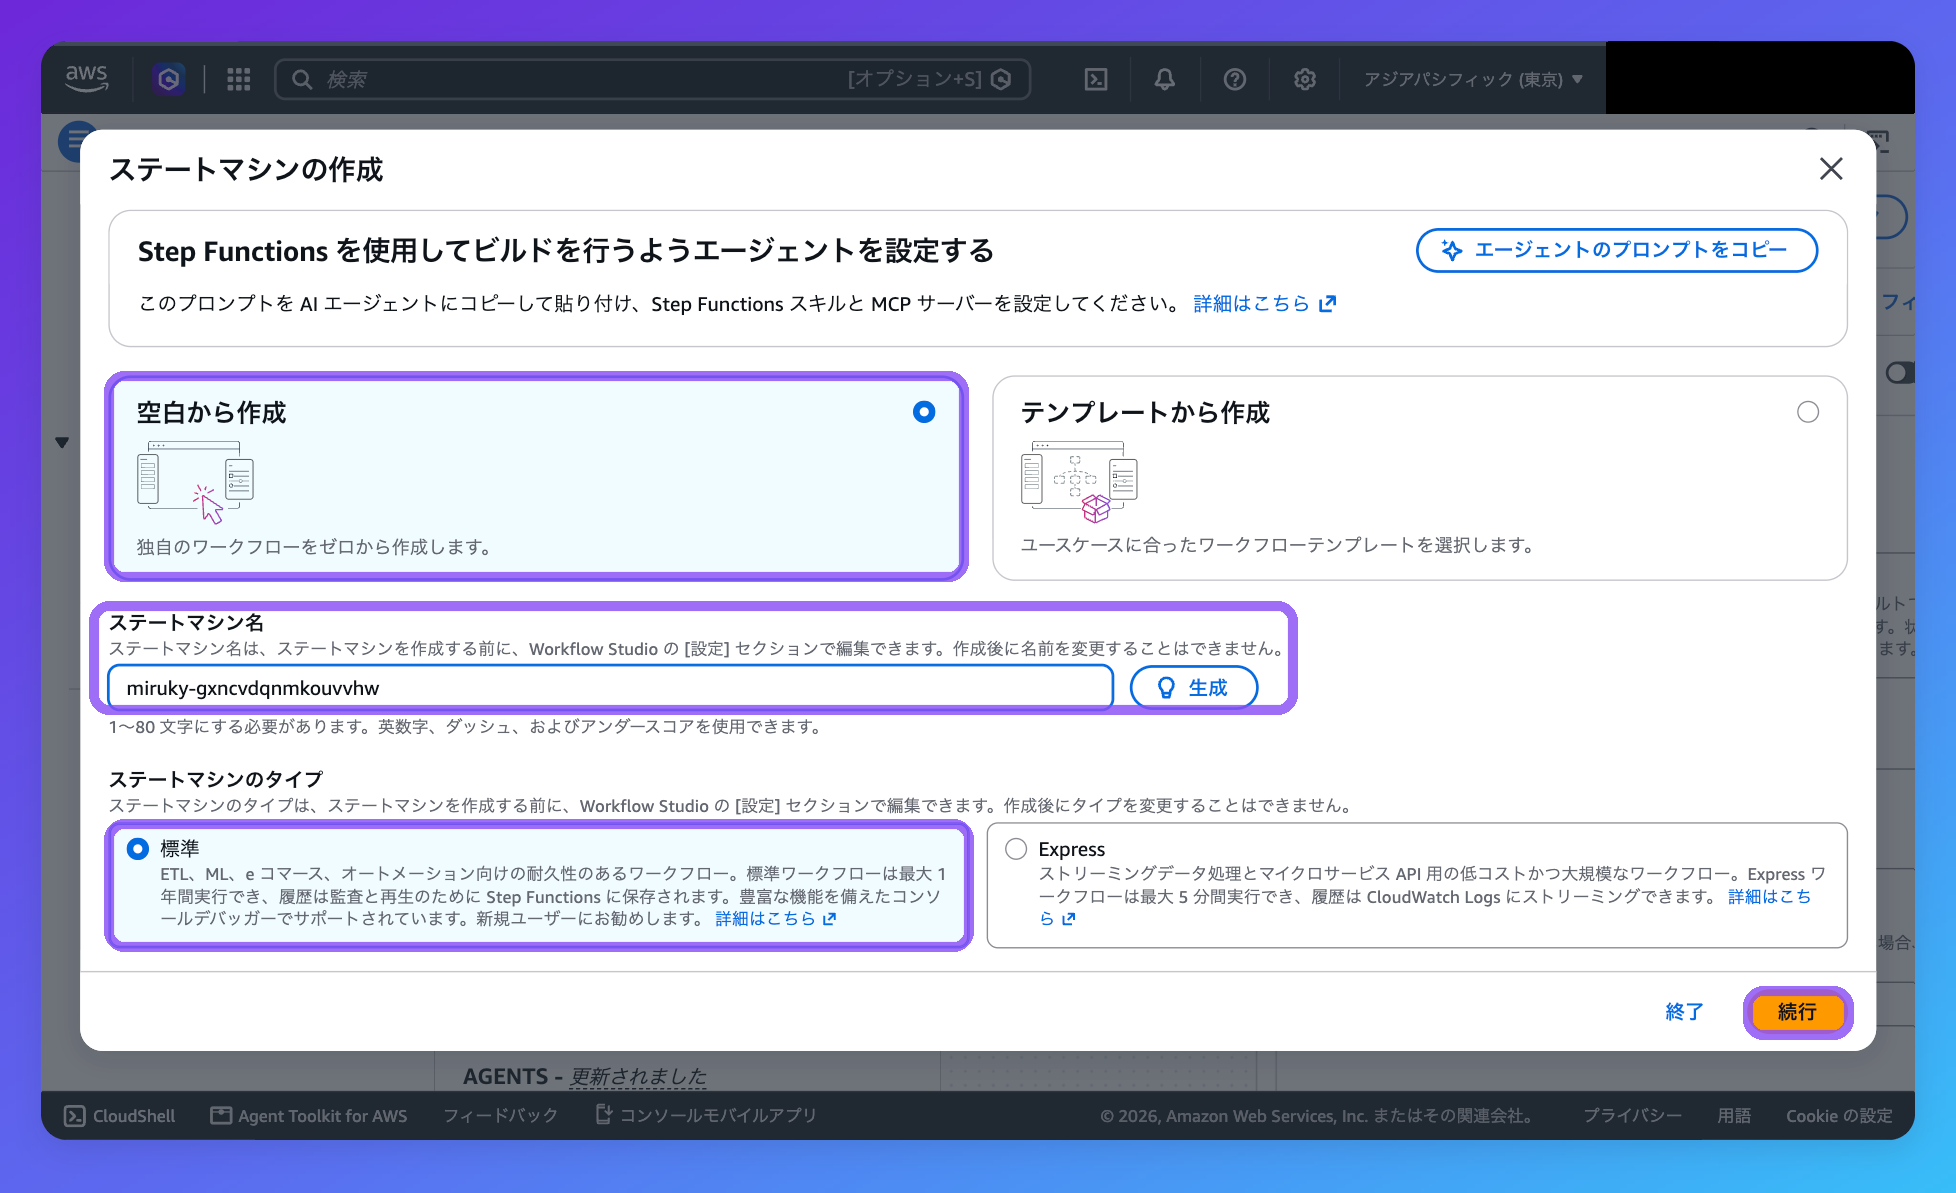 aws
検索
[オプション+S]
アジアパシフィック (東京)
ステートマシンの作成
Step Functions を使用してビルドを行うようエージェントを設定する
エージェントのプロンプトをコピー
このプロンプトを AI エージェントにコピーして貼り付け、Step Functions スキルと MCP サーバーを設定してください。 詳細はこちら
フィ
空白から作成
独自のワークフローをゼロから作成します。
テンプレートから作成
ユースケースに合ったワークフローテンプレートを選択します。
ステートマシン名
ステートマシン名は、ステートマシンを作成する前に、Workflow Studio の [設定] セクションで編集できます。作成後に名前を変更することはできません。
miruky-gxncvdqnmkouvvhw
生成
1〜80 文字にする必要があります。英数字、ダッシュ、およびアンダースコアを使用できます。
ルト
す。状
ます。
ステートマシンのタイプ
ステートマシンのタイプは、ステートマシンを作成する前に、Workflow Studio の [設定] セクションで編集できます。作成後にタイプを変更することはできません。
標準
ETL、ML、e コマース、オートメーション向けの耐久性のあるワークフロー。標準ワークフローは最大 1
年間実行でき、履歴は監査と再生のために Step Functions に保存されます。豊富な機能を備えたコンソ
ールデバッガーでサポートされています。新規ユーザーにお勧めします。 詳細はこちら
Express
ストリーミングデータ処理とマイクロサービス API 用の低コストかつ大規模なワークフロー。Express ワ
ークフローは最大 5 分間実行でき、履歴は CloudWatch Logs にストリーミングできます。 詳細はこち
ら
場合、
終了
続行
AGENTS - 更新されました
CloudShell
Agent Toolkit for AWS
フィードバック
コンソールモバイルアプリ
© 2026, Amazon Web Services, Inc. またはその関連会社。
プライバシー
用語
Cookie の設定